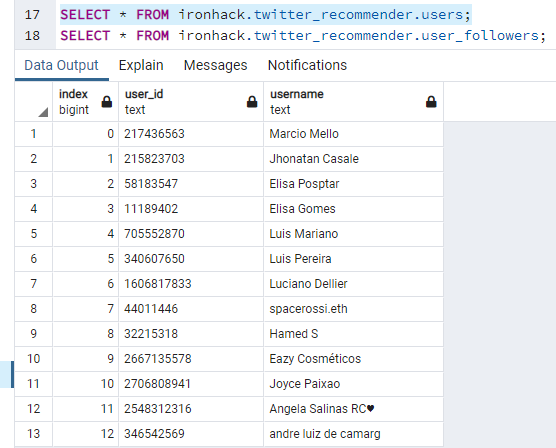 17 SELECT * FROM ironhack.twitter_recommender.users;
18 SELECT * FROM ironhack.twitter_recommender.user_followers;
Data Output Explain Messages Notifications
index bigint user_id text username text
1 0 217436563 Marcio Mello
2 1 215823703 Jhonatan Casale
3 2 58183547 Elisa Posptar
4 3 11189402 Elisa Gomes
5 4 705552870 Luis Mariano
6 5 340607650 Luis Pereira
7 6 1606817833 Luciano Dellier
8 7 44011446 spacerossi.eth
9 8 32215318 Hamed S
10 9 2667135578 Eazy Cosméticos
11 10 2706808941 Joyce Paixao
12 11 2548312316 Angela Salinas RC♥
13 12 346542569 andre luiz de camarg